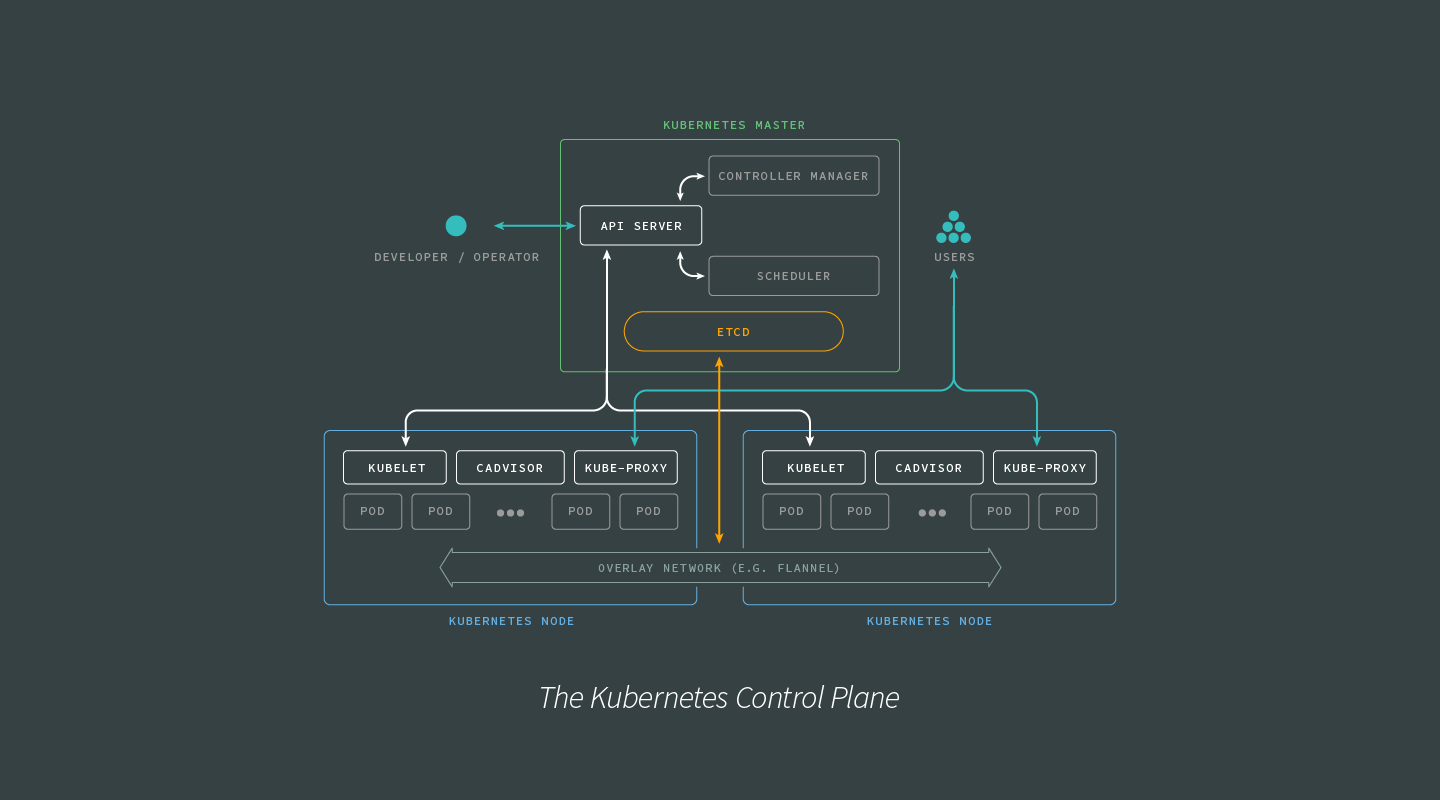 KUBERNETES MASTER
CONTROLLER MANAGER
API SERVER
DEVELOPER / OPERATOR
USERS
SCHEDULER
ETCD
KUBELET
CADVISOR
KUBE-PROXY
KUBELET
CADVISOR
KUBE-PROXY
POD
POD
POD
POD
POD
POD
POD
POD
OVERLAY NETWORK (E.G. FLANNEL)
KUBERNETES NODE
KUBERNETES NODE
The Kubernetes Control Plane